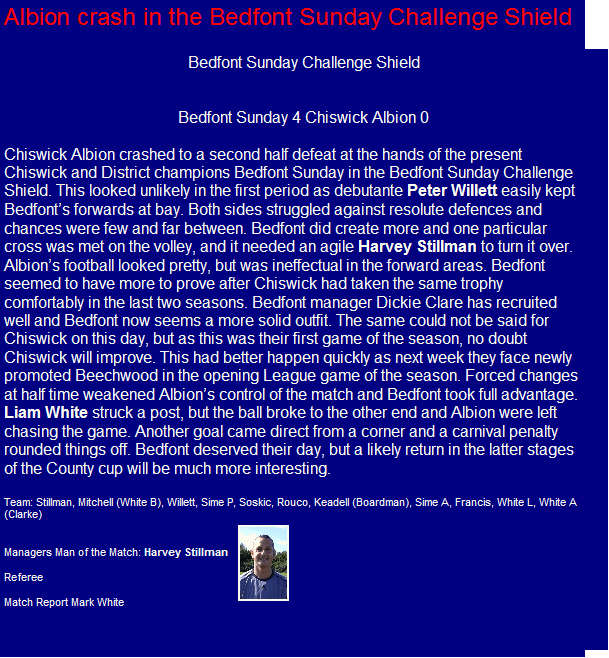 Albion crash in the Bedfont Sunday Challenge Shield
Bedfont Sunday Challenge Shield
Bedfont Sunday 4 Chiswick Albion 0
Chiswick Albion crashed to a second half defeat at the hands of the present
Chiswick and District champions Bedfont Sunday in the Bedfont Sunday Challenge
Shield. This looked unlikely in the first period as debutante Peter Willett easily kept
Bedfont's forwards at bay. Both sides struggled against resolute defences and
chances were few and far between. Bedfont did create more and one particular
cross was met on the volley, and it needed an agile Harvey Stillman to turn it over.
Albion's football looked pretty, but was ineffectual in the forward areas. Bedfont
seemed to have more to prove after Chiswick had taken the same trophy
comfortably in the last two seasons. Bedfont manager Dickie Clare has recruited
well and Bedfont now seems a more solid outfit. The same could not be said for
Chiswick on this day, but as this was their first game of the season, no doubt
Chiswick will improve. This had better happen quickly as next week they face newly
promoted Beechwood in the opening League game of the season. Forced changes
at half time weakened Albion's control of the match and Bedfont took full advantage.
Liam White struck a post, but the ball broke to the other end and Albion were left
chasing the game. Another goal came direct from a corner and a carnival penalty
rounded things off. Bedfont deserved their day, but a likely return in the latter stages
of the County cup will be much more interesting.
Team: Stillman, Mitchell (White B), Willett, Sime P, Soskic, Rouco, Keadell (Boardman), Sime A, Francis, White L, White A
(Clarke)
Managers Man of the Match: Harvey Stillman
Referee
Match Report Mark White